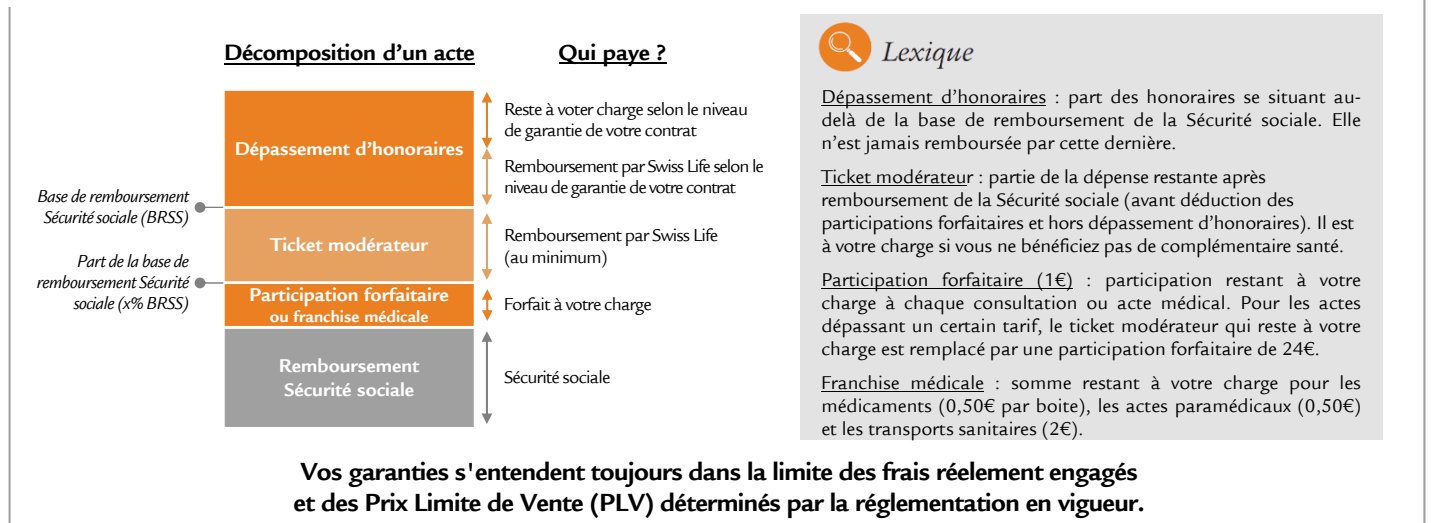 Décomposition d'un acte
Qui paye ?
Dépassement d'honoraires
Ticket modérateur
Participation forfaitaire
ou franchise médicale
Remboursement
Sécurité sociale
Base de remboursement
Sécurité sociale (BRSS)
Part de la base de
remboursement Sécurité
sociale (x% BRSS)
Reste à voter charge selon le niveau
de garantie de votre contrat
Remboursement par Swiss Life selon le
niveau de garantie de votre contrat
Remboursement par Swiss Life
(au minimum)
Forfait à votre charge
Sécurité sociale
Lexique
Dépassement d'honoraires : part des honoraires se situant au-
delà de la base de remboursement de la Sécurité sociale. Elle
n'est jamais remboursée par cette dernière.
Ticket modérateur : partie de la dépense restante après
remboursement de la Sécurité sociale (avant déduction des
participations forfaitaires et hors dépassement d'honoraires). Il est
à votre charge si vous ne bénéficiez pas de complémentaire santé.
Participation forfaitaire (1€) : participation restant à votre
charge à chaque consultation ou acte médical. Pour les actes
dépassant un certain tarif, le ticket modérateur qui reste à votre
charge est remplacé par une participation forfaitaire de 24€.
Franchise médicale : somme restant à votre charge pour les
médicaments (0,50€ par boite), les actes paramédicaux (0,50€)
et les transports sanitaires (2€).
Vos garanties s'entendent toujours dans la limite des frais réelement engagés
et des Prix Limite de Vente (PLV) déterminés par la réglementation en vigueur.